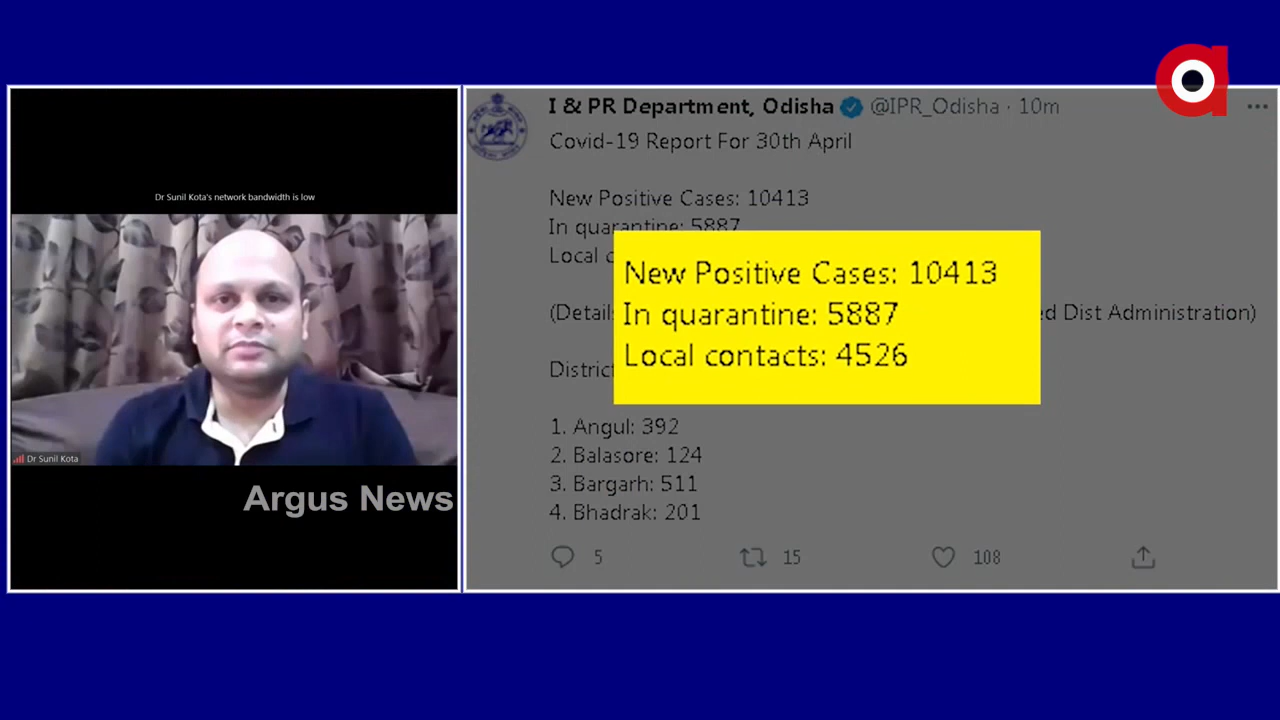 Dr Sunil Kota's network bandwidth is low
Dr Sunil Kota
Argus News
a
I & PR Department, Odisha @IPR_Odisha · 10m
Covid-19 Report For 30th April
New Positive Cases: 10413
In quarantine: 5887
Local
New Positive Cases: 10413
In quarantine: 5887
Local contacts: 4526
Dist Administration)
1. Angul: 392
2. Balasore: 124
3. Bargarh: 511
4. Bhadrak: 201
5 15 108